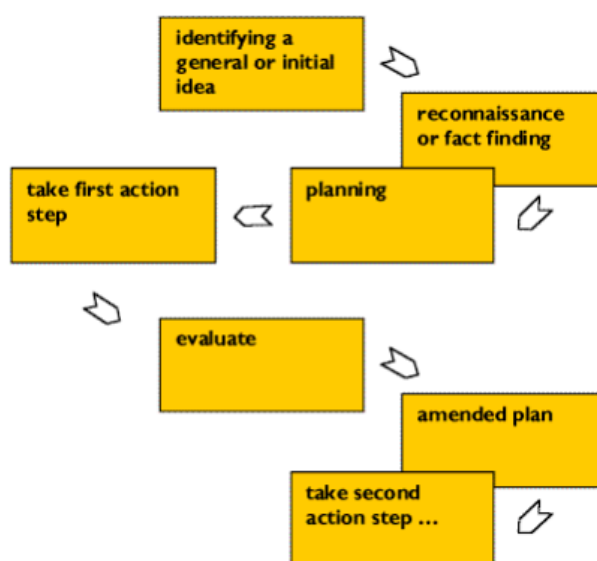 identifying a
general or initial
idea
reconnaissance
or fact finding
planning
take first action
step
evaluate
amended plan
take second
action step ...